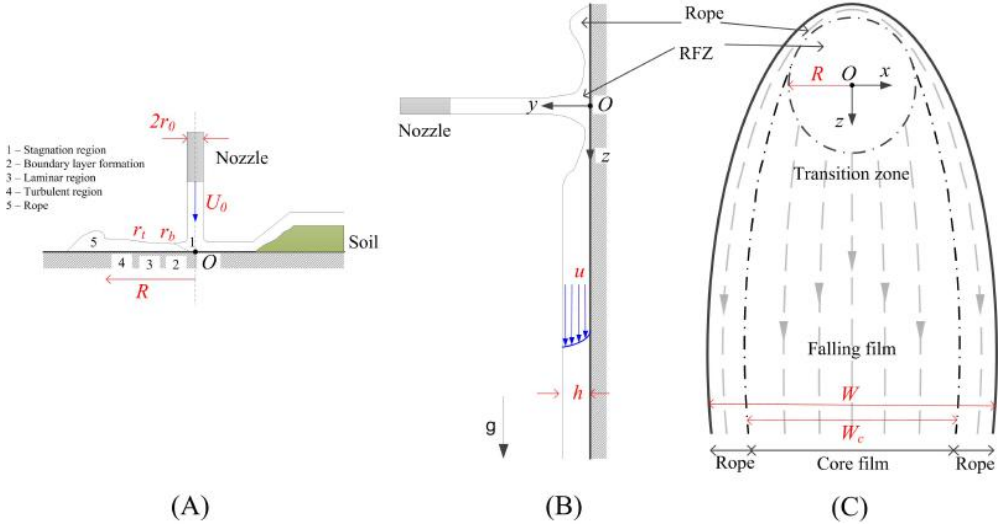 2r0
Nozzle
1 – Stagnation region
2 – Boundary layer formation
3 – Laminar region
4 – Turbulent region
5 – Rope
U0
5
rt
rb
1
Soil
4
3
2
O
R
(A)
Rope
RFZ
y
O
Nozzle
z
u
h
g
(B)
R
O
x
z
Transition zone
Falling film
W
Wc
Rope
Core film
Rope
(C)